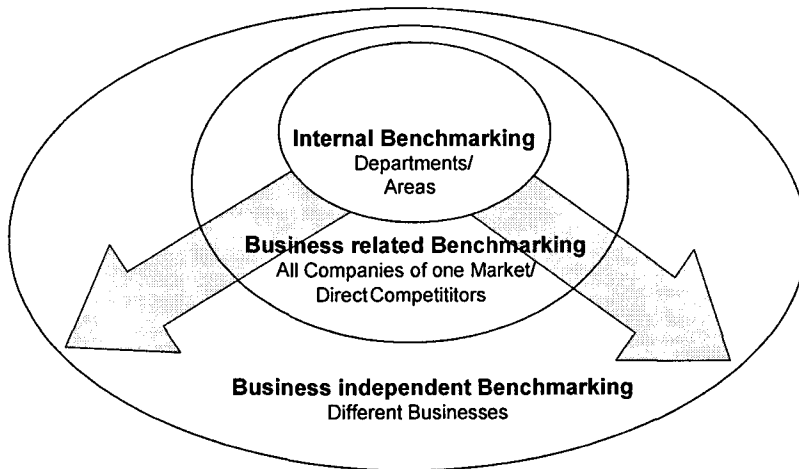 Internal Benchmarking
Departments/
Areas
Business related Benchmarking
All Companies of one Market/
Direct Competititors
Business independent Benchmarking
Different Businesses